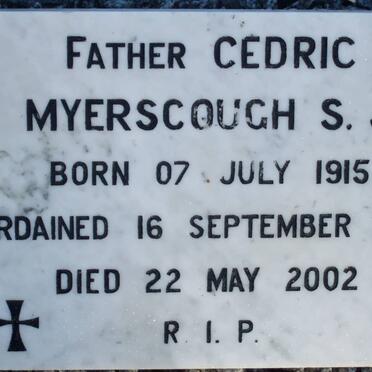 FATHER CEDRIC
MYERSCOUGH S.
BORN 07 JULY 1915
RDAINED 16 SEPTEMBER
DIED 22 MAY 2002
R. I. P.